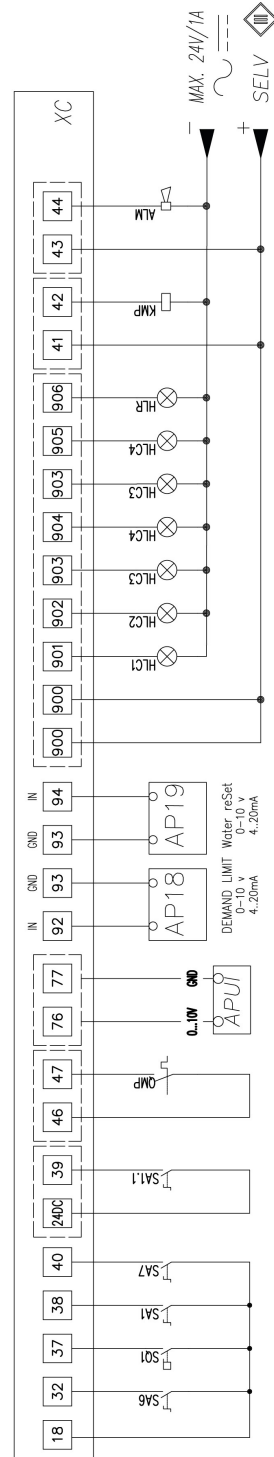 XC
18
32
37
38
40
24DC
39
46
47
76
77
IN
92
GND
93
GND
93
IN
94
900
900
901
902
903
904
903
905
906
41
42
43
44
SA6
SQ1
SA1
SA7
SA1.1
QMP
0...10V
GND
APUI
AP18
AP19
DEMAND LIMIT
0-10 v
4..20mA
Water reSet
0-10 v
4..20mA
HLC1
HLC2
HLC3
HLC4
HLC3
HLC4
HLR
KMP
ALM
-
MAX. 24V/1A
+
SELV
III